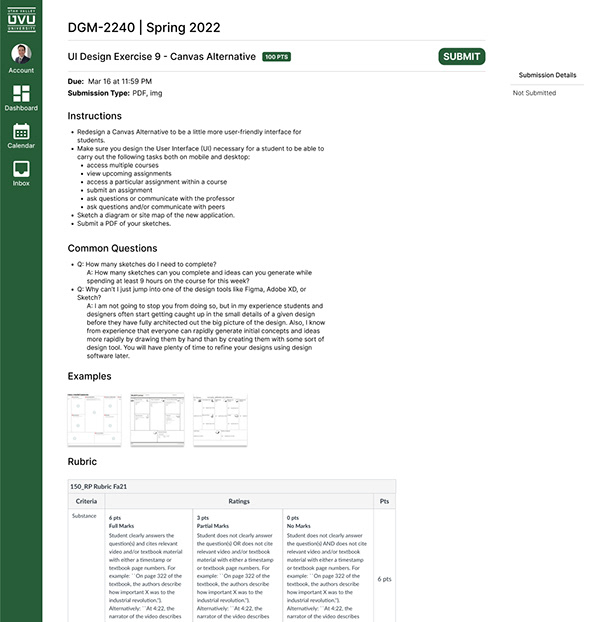 UTAH VALLEY
UVU
UNIVERSITY
Account
Dashboard
Calendar
Inbox
DGM-2240 | Spring 2022
UI Design Exercise 9 - Canvas Alternative 100 PTS
SUBMIT
Due: Mar 16 at 11:59 PM
Submission Type: PDF, img
Submission Details
Not Submitted
Instructions
• Redesign a Canvas Alternative to be a little more user-friendly interface for
students.
• Make sure you design the User Interface (UI) necessary for a student to be able to
carry out the following tasks both on mobile and desktop:
• access multiple courses
• view upcoming assignments
• access a particular assignment within a course
• submit an assignment
• ask questions or communicate with the professor
• ask questions and/or communicate with peers
• Sketch a diagram or site map of the new application.
• Submit a PDF of your sketches.
Common Questions
• Q: How many sketches do I need to complete?
A: How many sketches can you complete and ideas can you generate while
spending at least 9 hours on the course for this week?
• Q: Why can't I just jump into one of the design tools like Figma, Adobe XD, or
Sketch?
A: I am not going to stop you from doing so, but in my experience students and
designers often start getting caught up in the small details of a given design
before they have fully architected out the big picture of the design. Also, I know
from experience that everyone can rapidly generate initial concepts and ideas
more rapidly by drawing them by hand than by creating them with some sort of
design tool. You will have plenty of time to refine your designs using design
software later.
Examples
Rubric
150_RP Rubric Fa21
Criteria Ratings Pts
Substance
6 pts
Full Marks
Student clearly answers the
question(s) and cites relevant
video and/or textbook material
with either a timestamp or
textbook page numbers. For
example: ``On page 322 of the
textbook, the authors describe
how important X was to the
industrial revolution.").
Alternatively: ``At 4:22, the
narrator of the video describes
3 pts
Partial Marks
Student does not clearly answer
the question(s) OR does not cite
relevant video and/or textbook
material with either a timestamp
or textbook page numbers. For
example: ``On page 322 of the
textbook, the authors describe
how important X was to the
industrial revolution.").
Alternatively: ``At 4:22, the
narrator of the video describes
0 pts
No Marks
Student does not clearly answer
the question(s) AND does not cite
relevant video and/or textbook
material with either a timestamp
or textbook page numbers. For
example: ``On page 322 of the
textbook, the authors describe
how important X was to the
industrial revolution.").
Alternatively: ``At 4:22, the
narrator of the video describes
6 pts